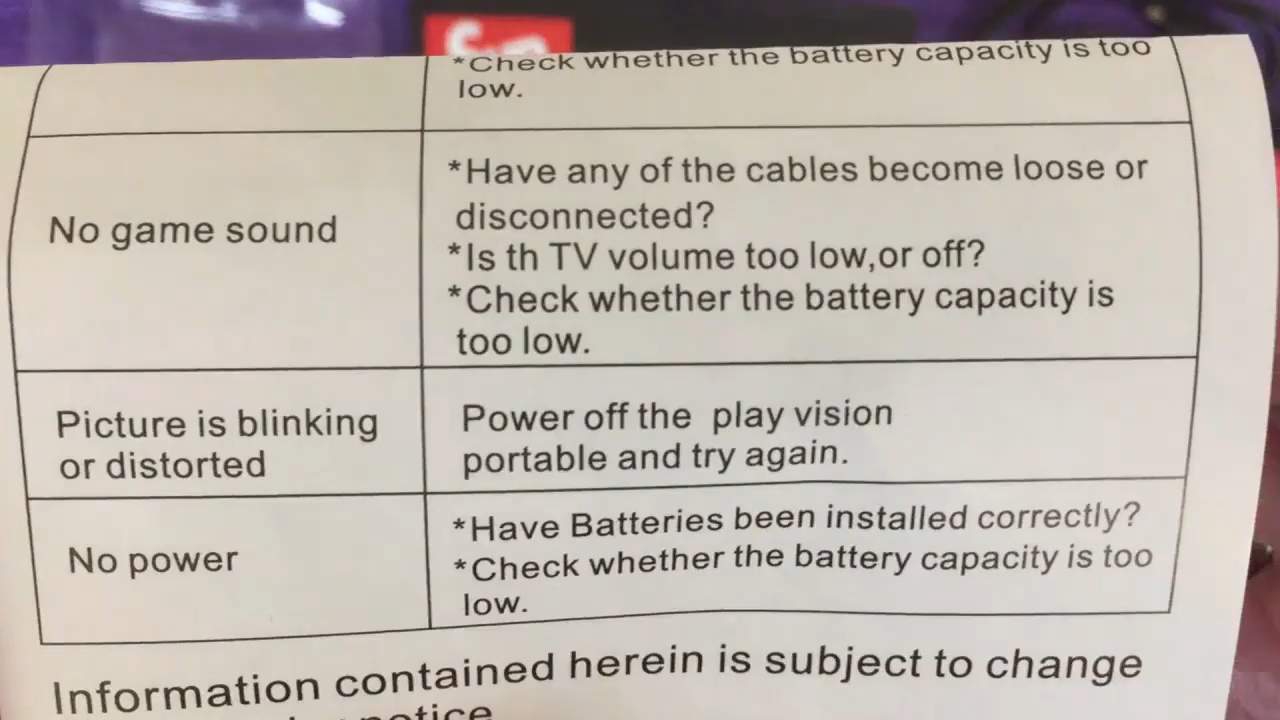 *Check whether the battery capacity is too
low.
No game sound
*Have any of the cables become loose or
disconnected?
*Is th TV volume too low,or off?
*Check whether the battery capacity is
too low.
Picture is blinking
or distorted
Power off the play vision
portable and try again.
No power
*Have Batteries been installed correctly?
*Check whether the battery capacity is too
low.
Information contained herein is subject to change
notice